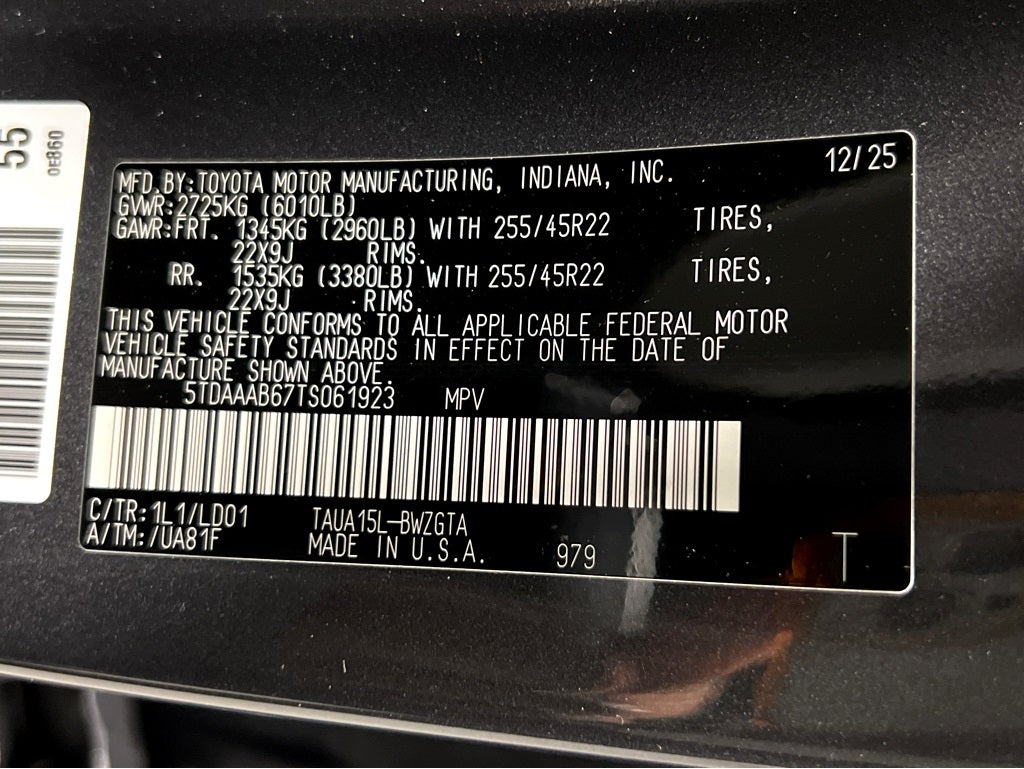 55
0E860
12/25
MFD.BY:TOYOTA MOTOR MANUFACTURING, INDIANA, INC.
GVWR:2725KG (6010LB)
GAWR:FRT. 1345KG (2960LB) WITH 255/45R22 TIRES,
22X9J RIMS.
RR. 1535KG (3380LB) WITH 255/45R22 TIRES,
22X9J RIMS.
THIS VEHICLE CONFORMS TO ALL APPLICABLE FEDERAL MOTOR
VEHICLE SAFETY STANDARDS IN EFFECT ON THE DATE OF
MANUFACTURE SHOWN ABOVE.
5TDAAAB67TS061923 MPV
C/TR:1L1/LD01 TAUA15L-BWZGTA
A/TM:/UA81F MADE IN U.S.A. 979 T